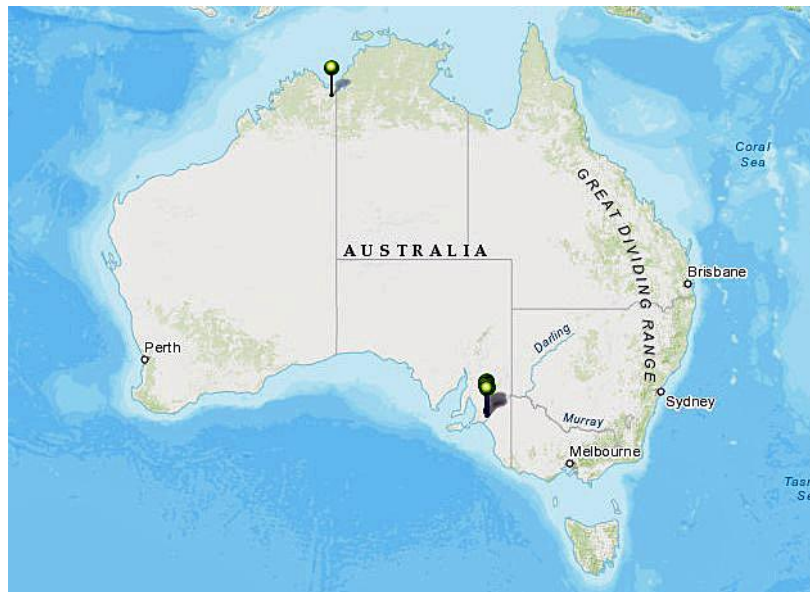 Coral
Sea
GREAT DIVIDING RANGE
AUSTRALIA
Brisbane
Darling
Perth
Sydney
Murray
Melbourne